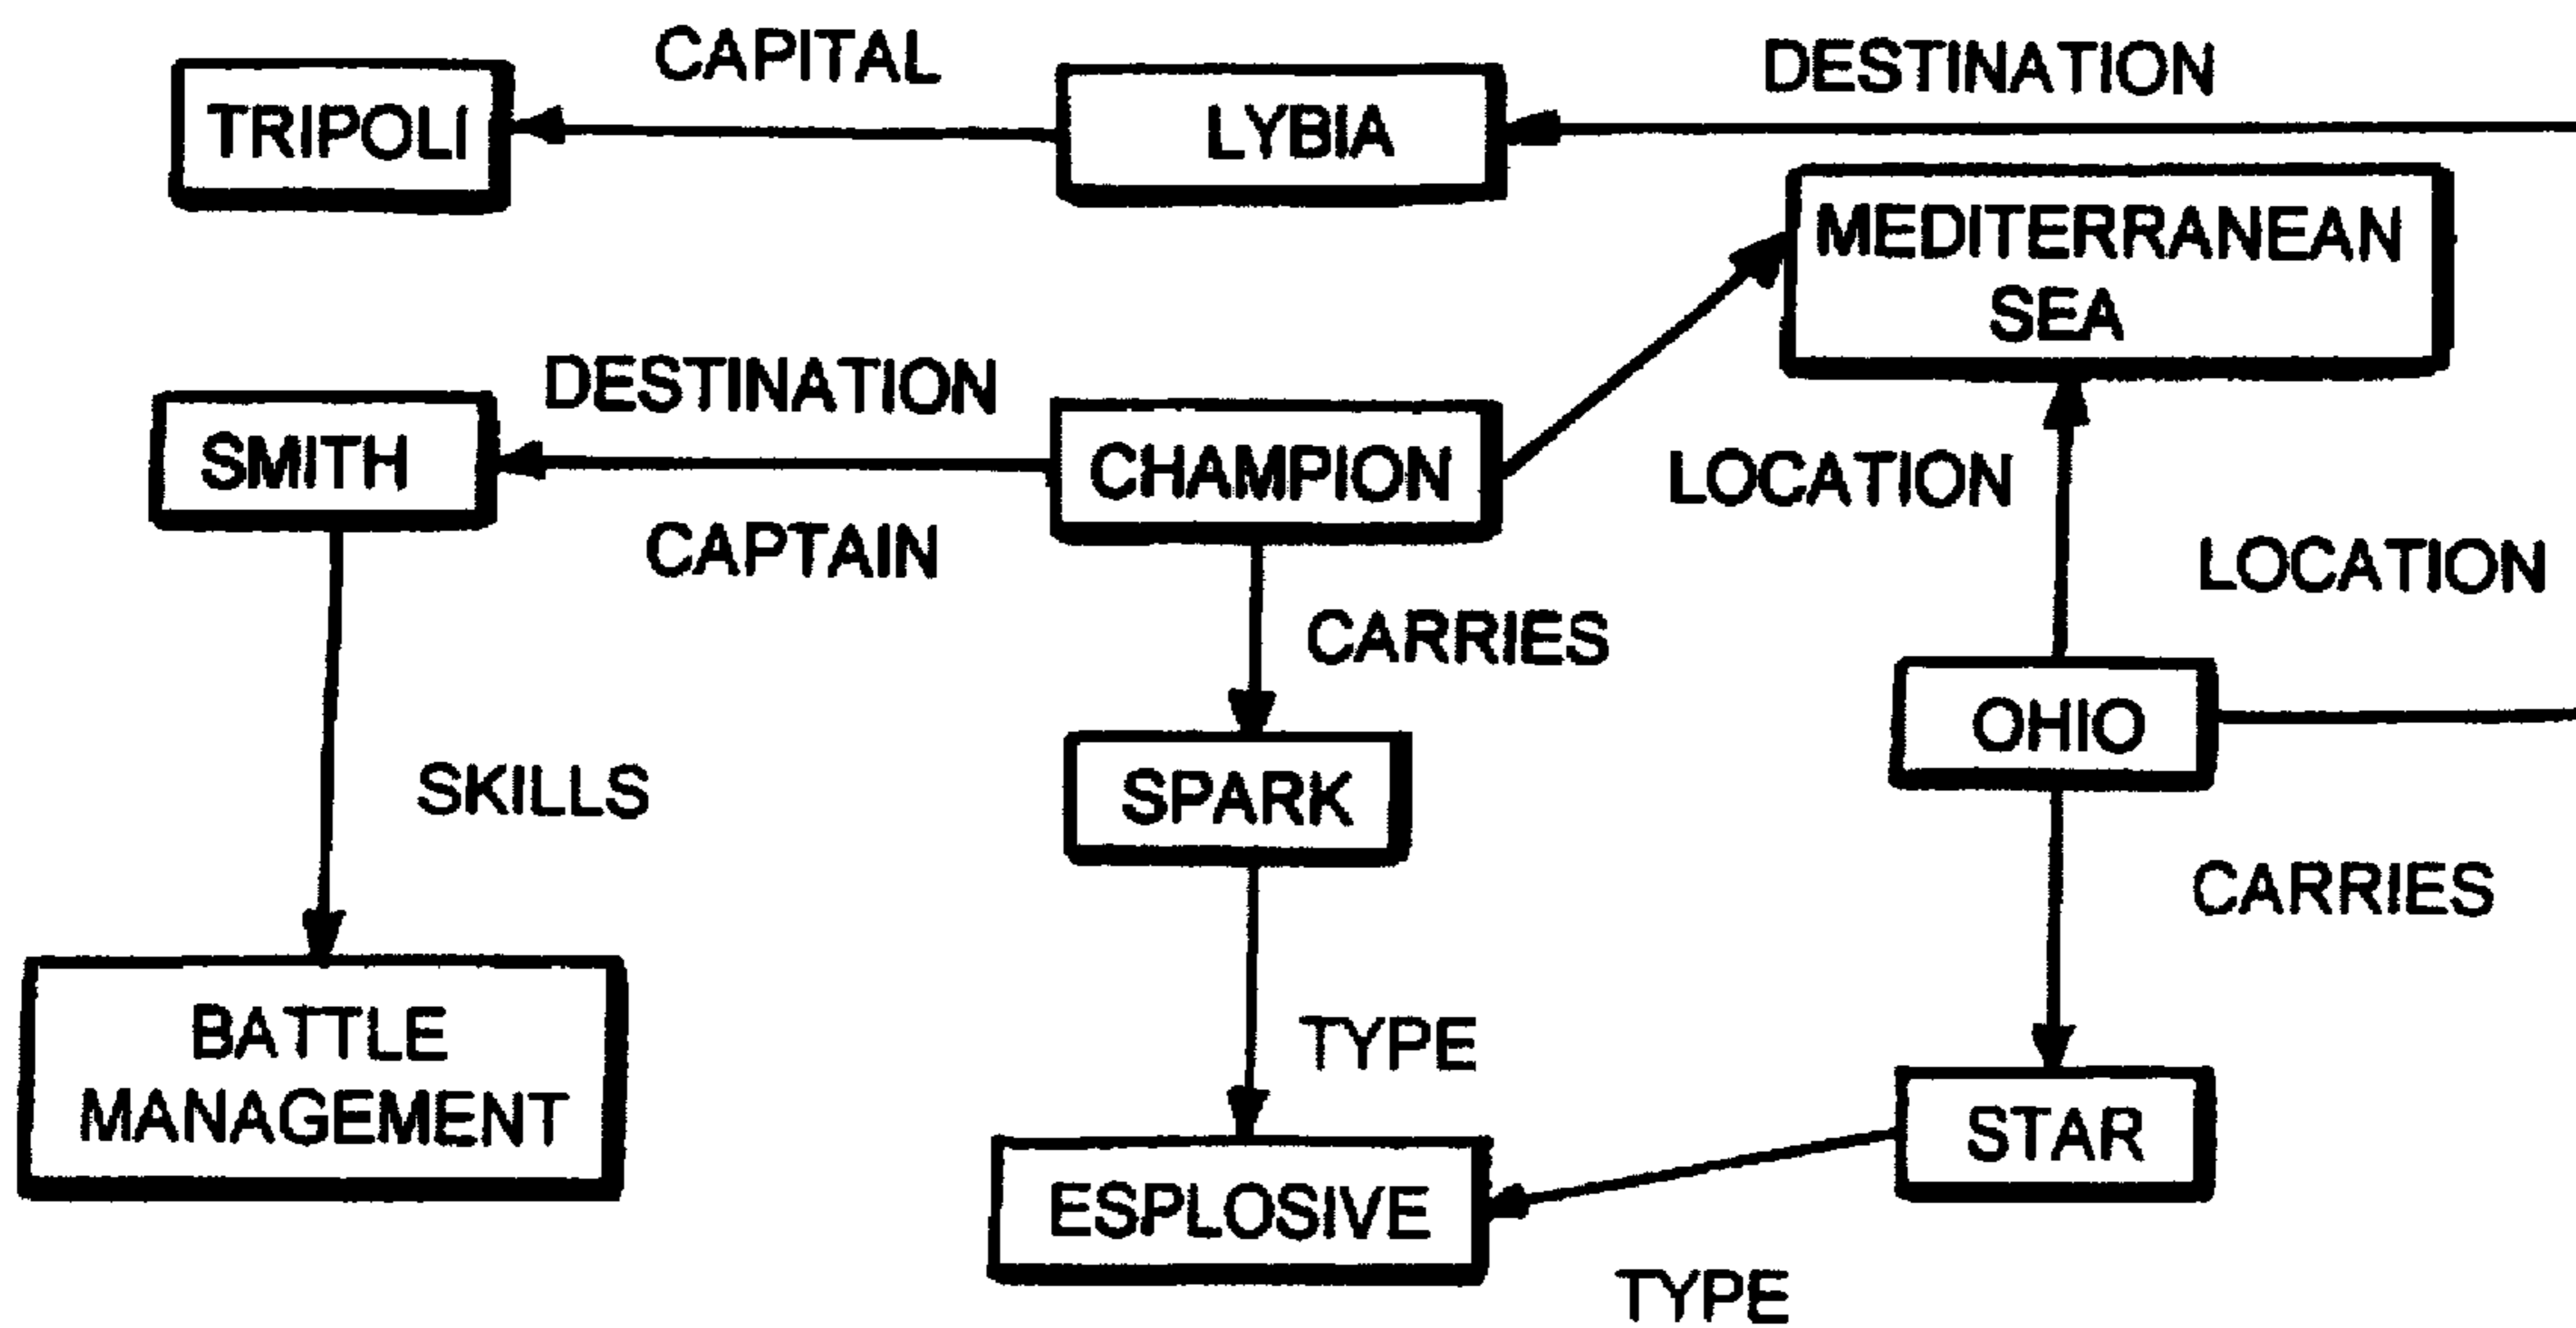 CAPITAL
DESTINATION
TRIPOLI
LYBIA
MEDITERRANEAN
SEA
DESTINATION
SMITH
CHAMPION
LOCATION
CAPTAIN
LOCATION
CARRIES
OHIO
SKILLS
SPARK
CARRIES
BATTLE
MANAGEMENT
TYPE
STAR
ESPLOSIVE
TYPE